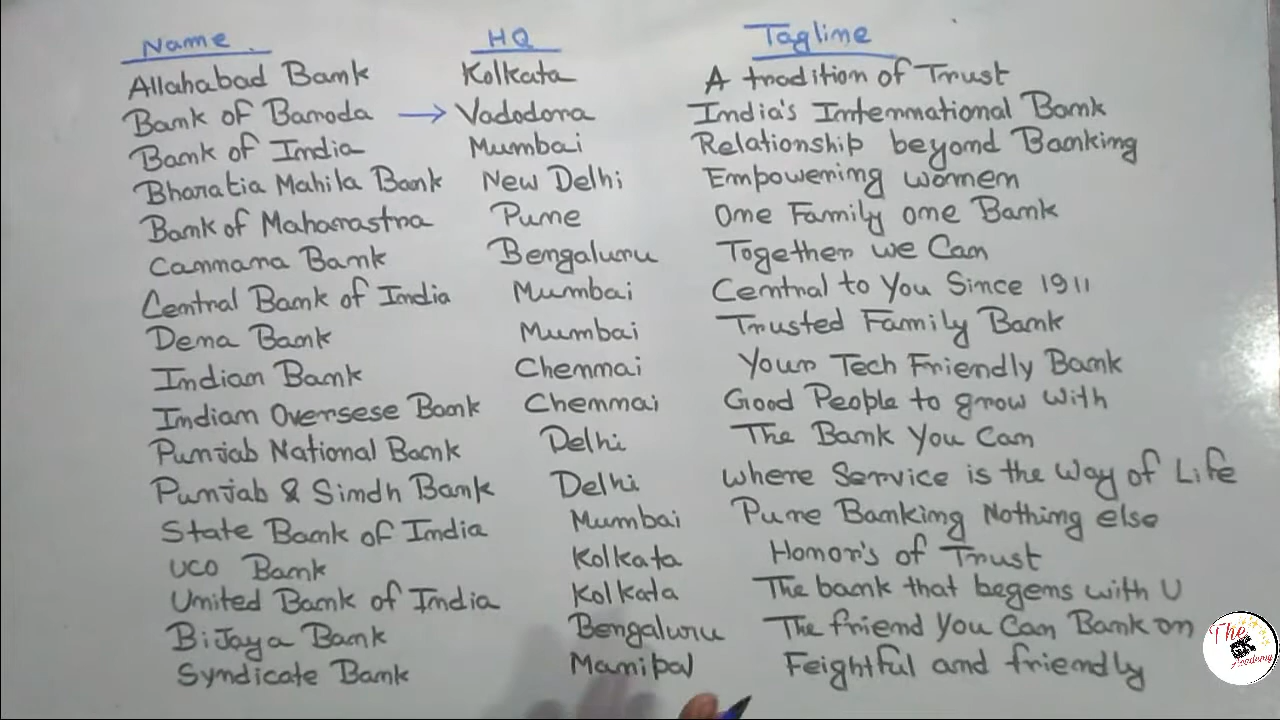 Name HQ Tagline
Allahabad Bank Kolkata A tradition of Trust
Bank of Baroda → Vadodora India's International Bank
Bank of India Mumbai Relationship beyond Banking
Bharatia Mahila Bank New Delhi Empowering women
Bank of Maharastra Pune One Family one Bank
Cannara Bank Bengaluru Together we Can
Central Bank of India Mumbai Central to You Since 1911
Dena Bank Mumbai Trusted Family Bank
Indian Bank Chennai Your Tech Friendly Bank
Indian Oversese Bank Chennai Good People to grow with
Punjab National Bank Delhi The Bank You Can
Punjab & Sindh Bank Delhi where Service is the Way of Life
State Bank of India Mumbai Pure Banking Nothing else
UCO Bank Kolkata Honor's of Trust
United Bank of India Kolkata The bank that begens with U
Bijaya Bank Bengaluru The friend You Can Bank on
Syndicate Bank Manipal Feightful and friendly
The GK Academy